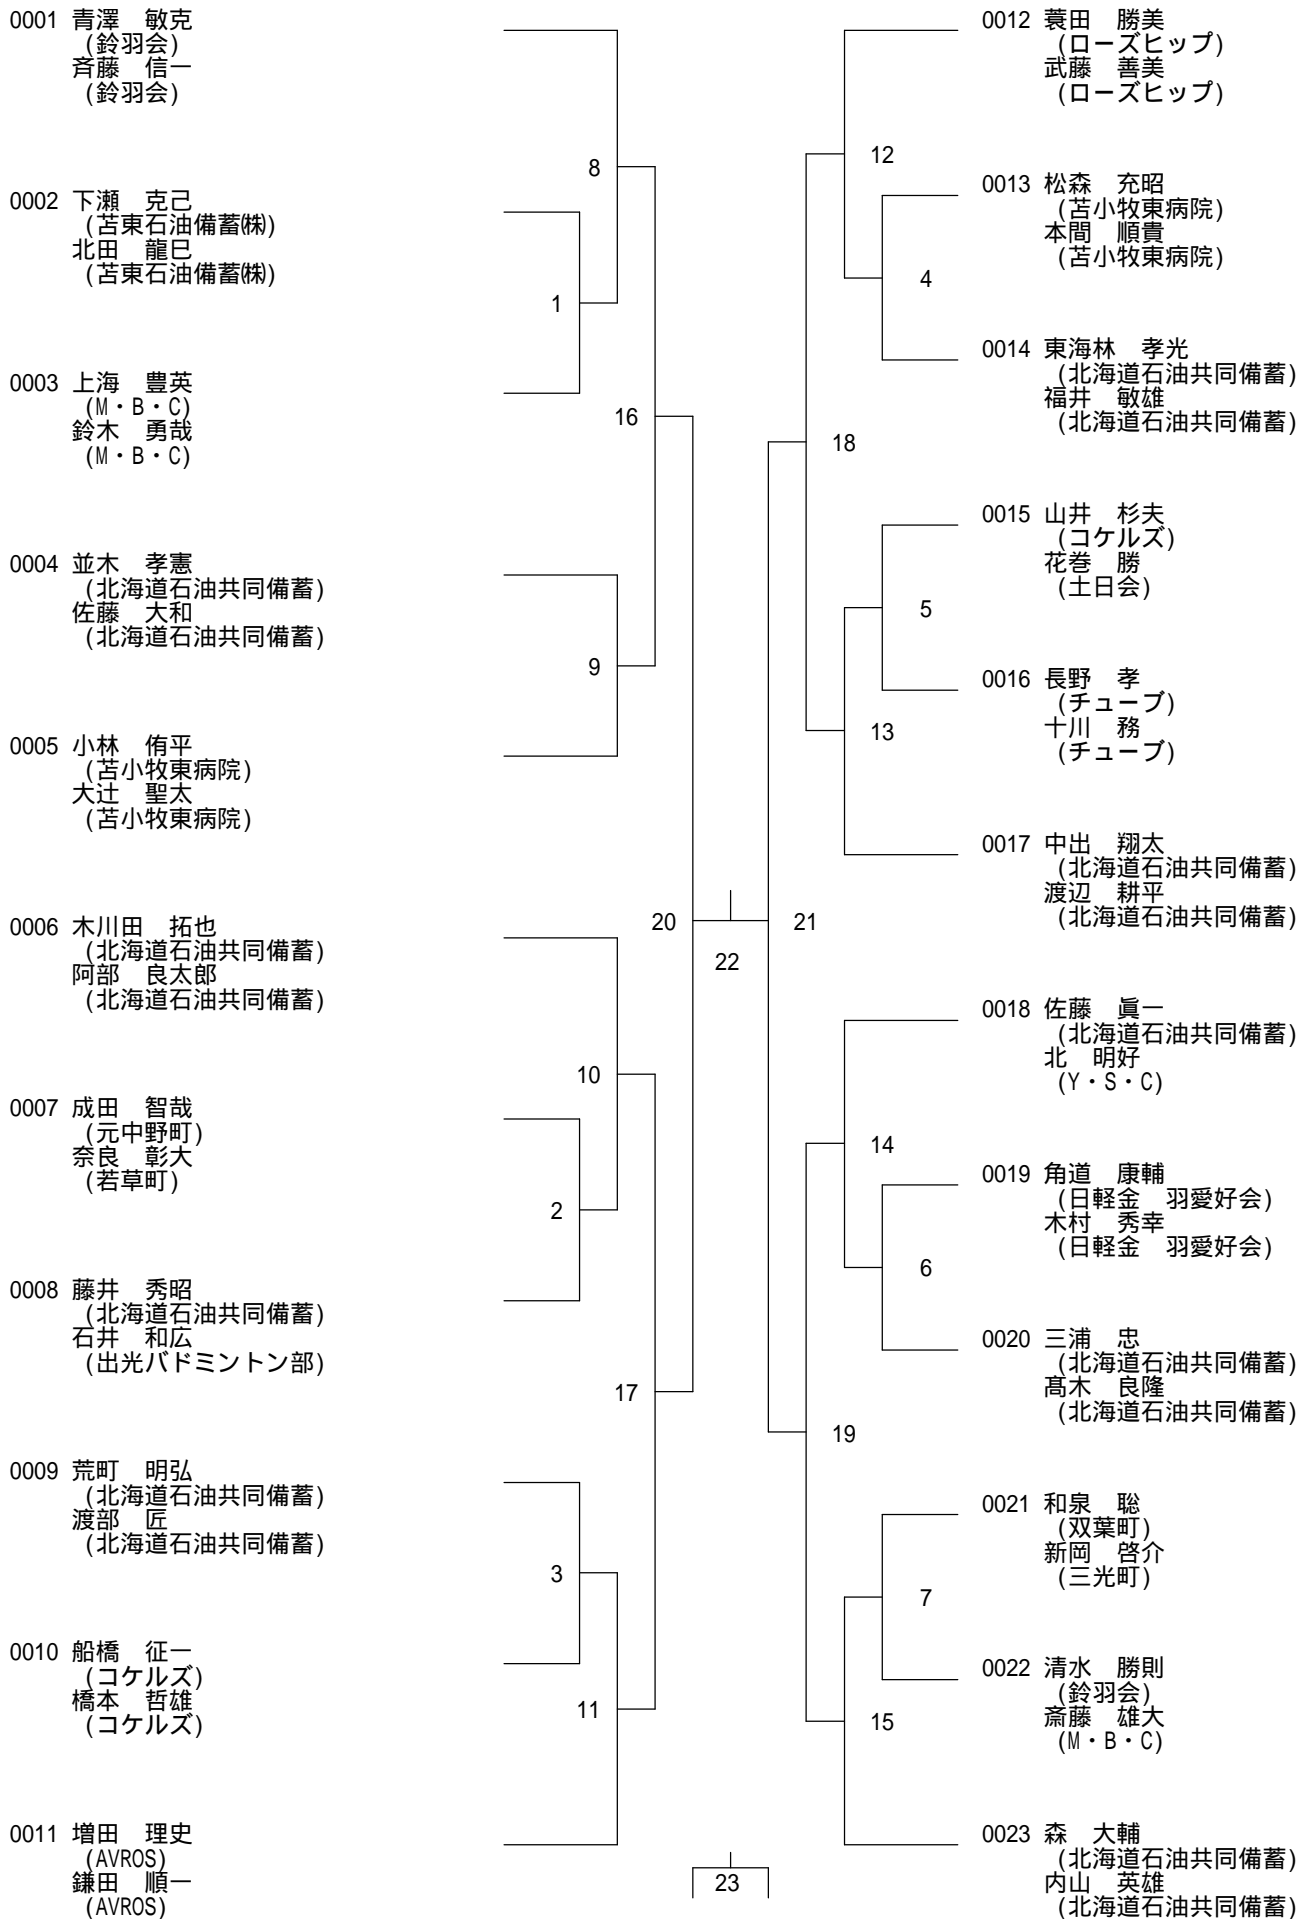 0001 青澤　敏克
(鈴羽会)
斉藤　信一
(鈴羽会)
0002 下瀬　克己
(苫東石油備蓄㈱)
北田　龍巳
(苫東石油備蓄㈱)
0003 上海　豊英
(M・B・C)
鈴木　勇哉
(M・B・C)
0004 並木　孝憲
(北海道石油共同備蓄)
佐藤　大和
(北海道石油共同備蓄)
0005 小林　侑平
(苫小牧東病院)
大辻　聖太
(苫小牧東病院)
0006 木川田　拓也
(北海道石油共同備蓄)
阿部　良太郎
(北海道石油共同備蓄)
0007 成田　智哉
(元中野町)
奈良　彰大
(若草町)
0008 藤井　秀昭
(北海道石油共同備蓄)
石井　和広
(出光バドミントン部)
0009 荒町　明弘
(北海道石油共同備蓄)
渡部　匠
(北海道石油共同備蓄)
0010 船橋　征一
(コケルズ)
橋本　哲雄
(コケルズ)
0011 増田　理史
(AVROS)
鎌田　順一
(AVROS)
8
1
16
9
20
10
2
17
3
11
22
23
21
12
4
18
5
13
14
6
19
7
15
0012 蓑田　勝美
(ローズヒップ)
武藤　善美
(ローズヒップ)
0013 松森　充昭
(苫小牧東病院)
本間　順貴
(苫小牧東病院)
0014 東海林　孝光
(北海道石油共同備蓄)
福井　敏雄
(北海道石油共同備蓄)
0015 山井　杉夫
(コケルズ)
花巻　勝
(土日会)
0016 長野　孝
(チューブ)
十川　務
(チューブ)
0017 中出　翔太
(北海道石油共同備蓄)
渡辺　耕平
(北海道石油共同備蓄)
0018 佐藤　眞一
(北海道石油共同備蓄)
北　明好
(Y・S・C)
0019 角道　康輔
(日軽金　羽愛好会)
木村　秀幸
(日軽金　羽愛好会)
0020 三浦　忠
(北海道石油共同備蓄)
髙木　良隆
(北海道石油共同備蓄)
0021 和泉　聡
(双葉町)
新岡　啓介
(三光町)
0022 清水　勝則
(鈴羽会)
斎藤　雄大
(M・B・C)
0023 森　大輔
(北海道石油共同備蓄)
内山　英雄
(北海道石油共同備蓄)